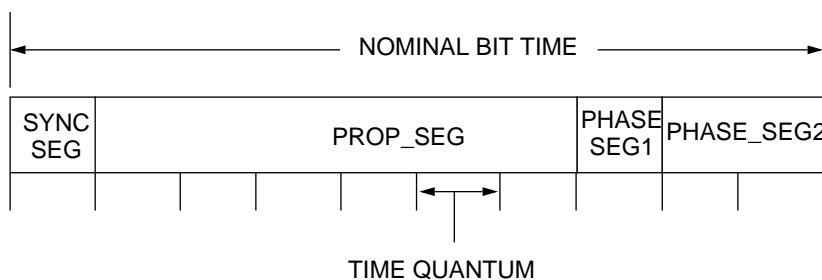 NOMINAL BIT TIME
SYNC
SEG
PROP_SEG
PHASE
SEG1
PHASE_SEG2
TIME QUANTUM